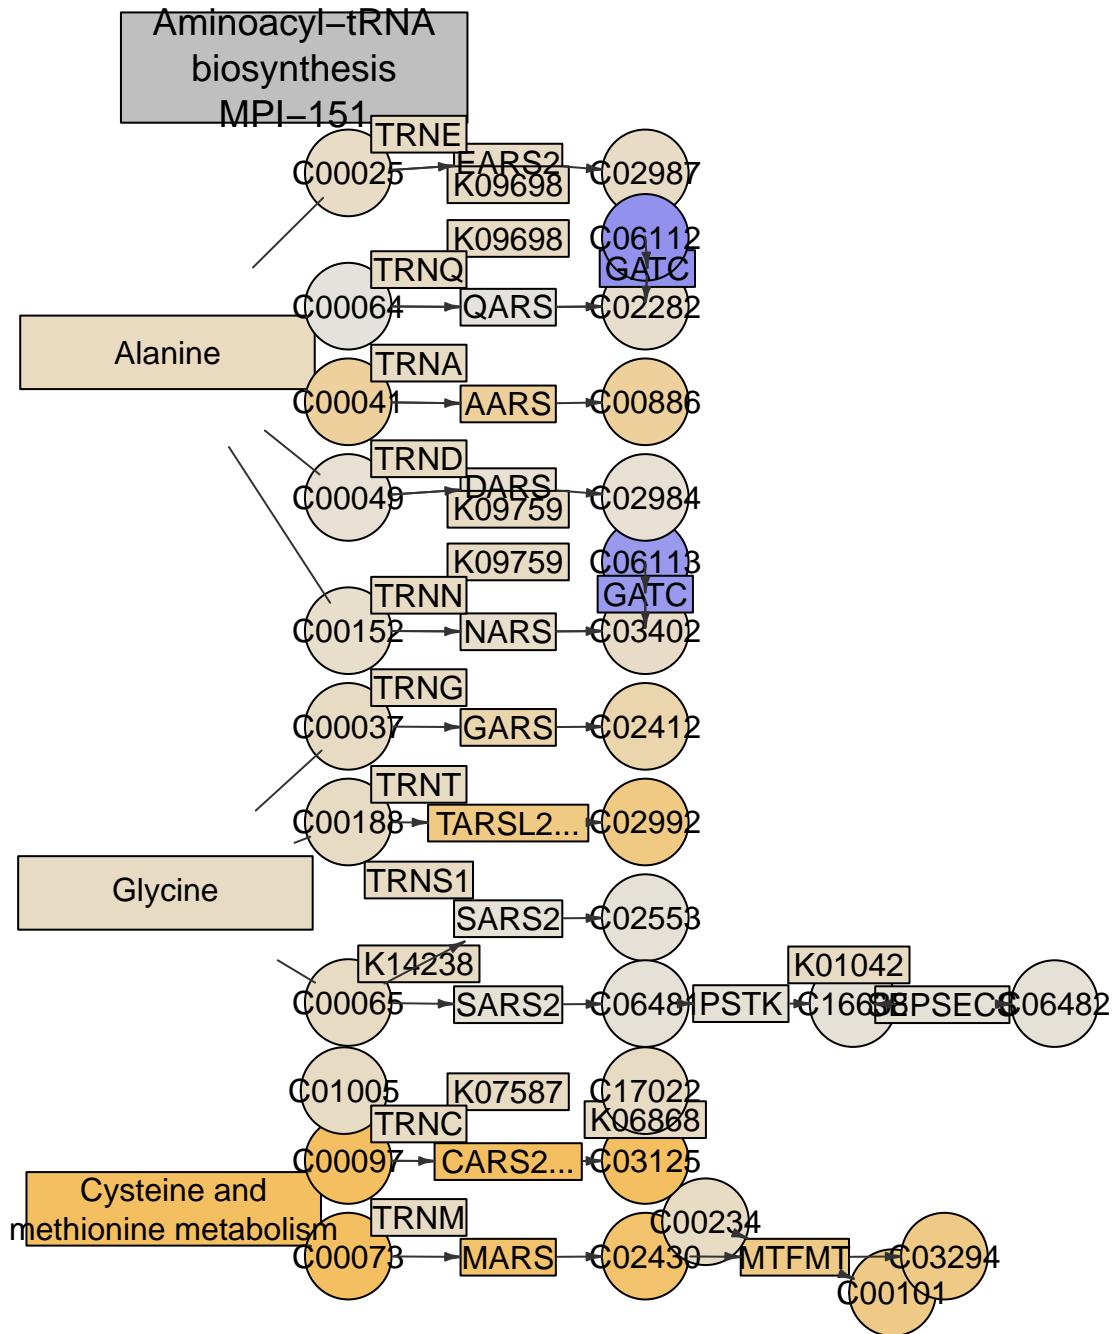 Aminoacyl−tRNA
biosynthesis
MPI−151
TRNE
C00025
EARS2
K09698
C02987
K09698
C06112
TRNQ
GATC
C00064
QARS
C02282
Alanine
TRNA
C00041
AARS
C00886
TRND
C00049
DARS
K09759
C02984
K09759
C06113
TRNN
GATC
C00152
NARS
C03402
TRNG
C00037
GARS
C02412
TRNT
C00188
TARSL2...
C02992
Glycine
TRNS1
SARS2
C02553
K14238
K01042
C00065
SARS2
C06481
PSTK
SEPSECS
C06482
C01005
K07587
C17022
TRNC
K06868
C00097
CARS2...
C03125
Cysteine and
methionine metabolism
TRNM
C00234
C00073
MARS
C02430
MTFMT
C03294
C00101